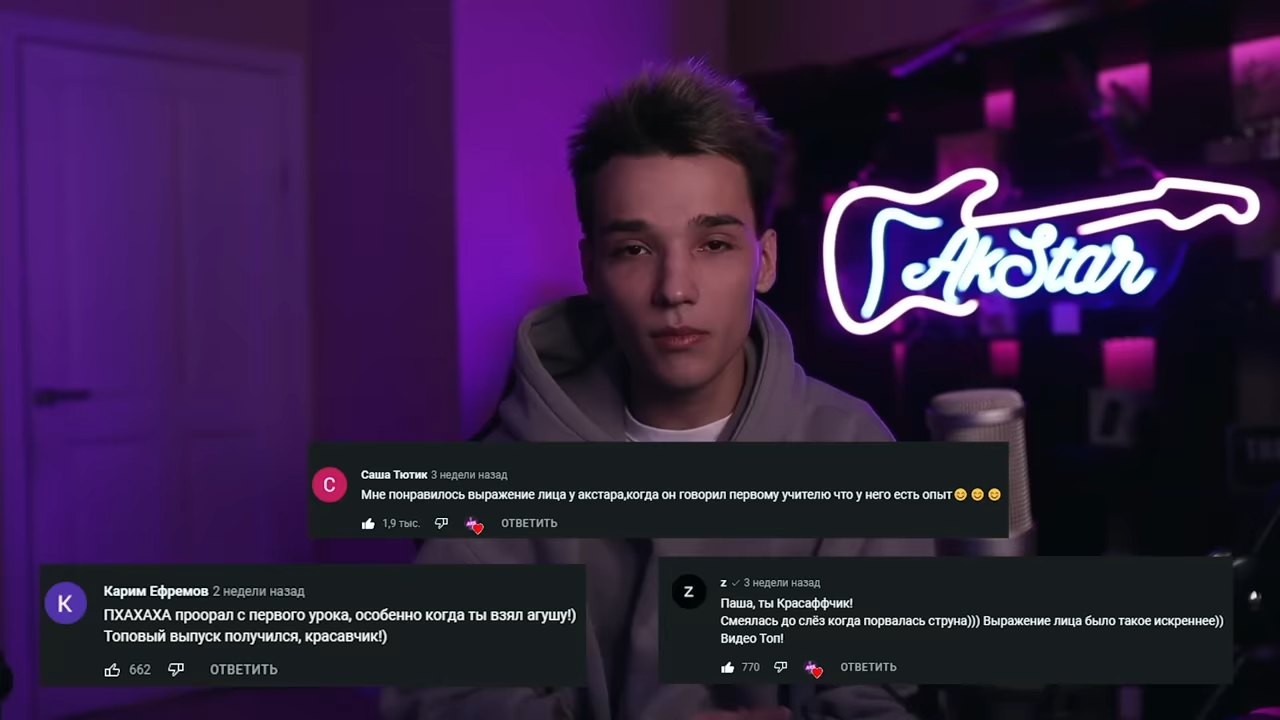 AkStar
С
Саша Тютик 3 недели назад
Мне понравилось выражение лица у акстара,когда он говорил первому учителю что у него есть опыт😊😊😊
1,9 тыс. ОТВЕТИТЬ
К
Карим Ефремов 2 недели назад
ПХАХАХА проорал с первого урока, особенно когда ты взял агушу!)
Топовый выпуск получился, красавчик!)
662 ОТВЕТИТЬ
z
z ✓ 3 недели назад
Паша, ты Красаффчик!
Смеялась до слёз когда порвалась струна))) Выражение лица было такое искреннее))
Видео Топ!
770 ОТВЕТИТЬ